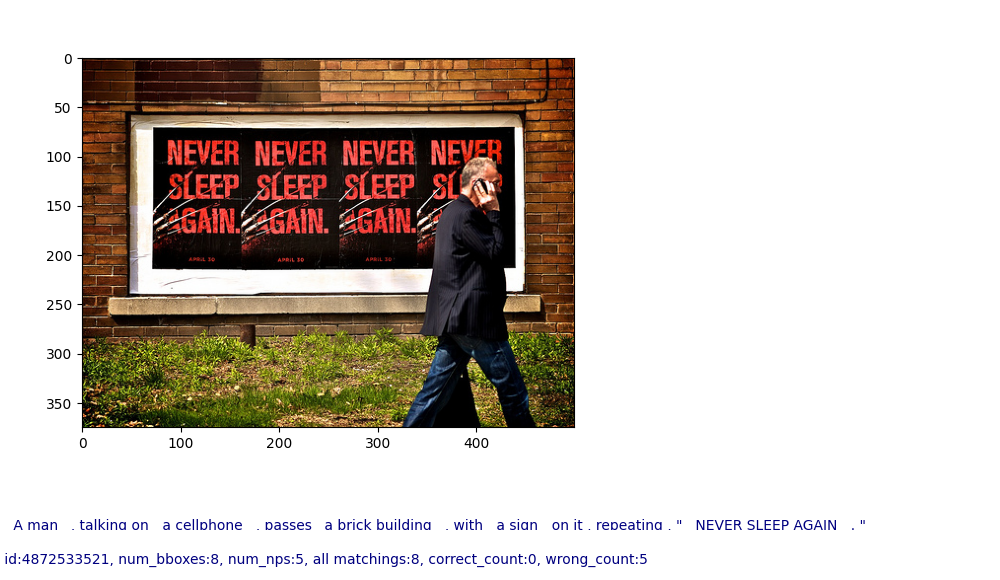 0
50
100
150
200
250
300
350
NEVER NEVER NEVER NEVER
SLEEP SLEEP SLEEP
AGAIN. AGAIN. AGAIN.
APRIL 30 APRIL 30 APRIL 30
0 100 200 300 400
A man . talking on a cellphone . passes a brick building . with a sign on it . repeating . " NEVER SLEEP AGAIN . "
id:4872533521, num_bboxes:8, num_nps:5, all matchings:8, correct_count:0, wrong_count:5